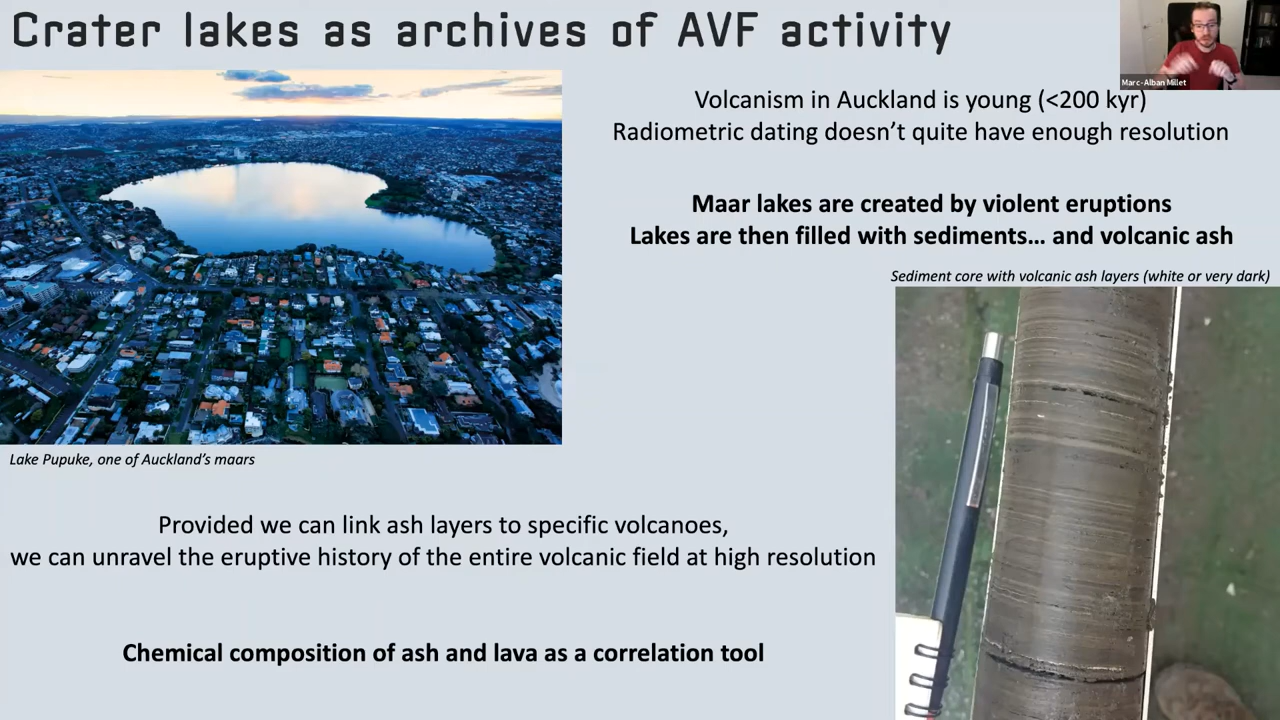 Crater lakes as archives of AVF activity
Marc-Alban Millet
Volcanism in Auckland is young (<200 kyr)
Radiometric dating doesn’t quite have enough resolution
Maar lakes are created by violent eruptions
Lakes are then filled with sediments… and volcanic ash
Sediment core with volcanic ash layers (white or very dark)
Lake Pupuke, one of Auckland’s maars
Provided we can link ash layers to specific volcanoes,
we can unravel the eruptive history of the entire volcanic field at high resolution
Chemical composition of ash and lava as a correlation tool